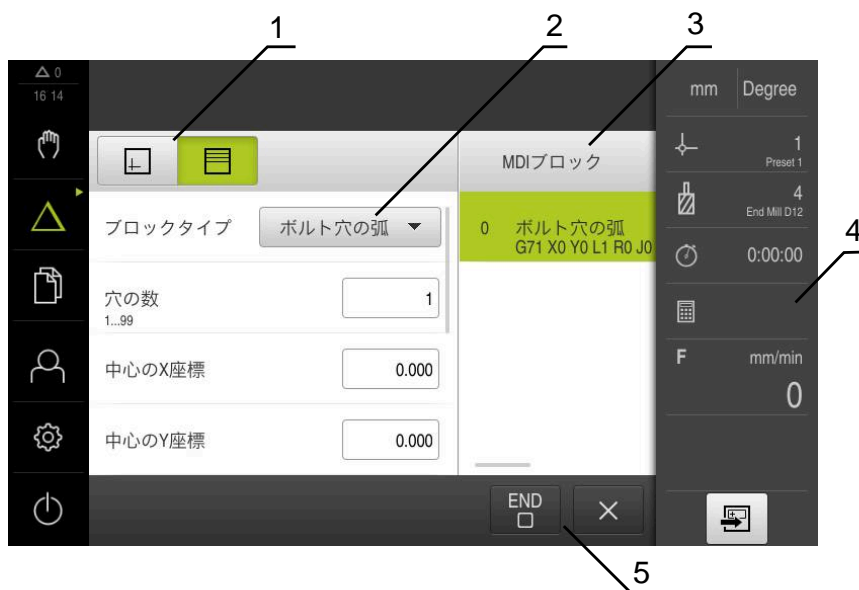 1
2
3
0
16 14
mm Degree
1
Preset 1
MDIブロック
4
End Mill D12
ブロックタイプ ボルト穴の弧
0 ボルト穴の弧
G71 X0 Y0 L1 R0 J0
4
0:00:00
穴の数 1
1...99
中心のX座標 0.000
F mm/min
0
中心のY座標 0.000
END
5